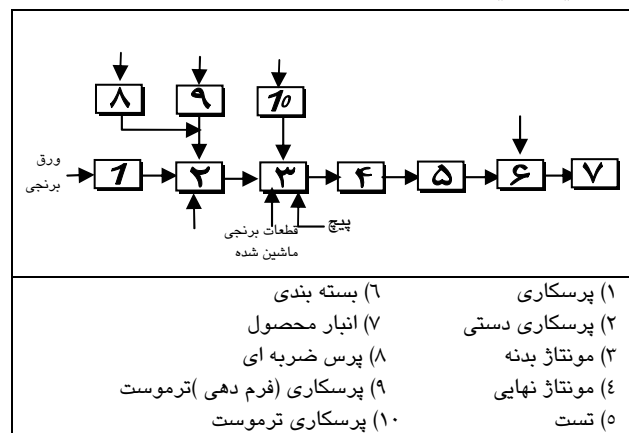 ۸
۹
۱۰
ورق
برنجی
۱
۲
۳
۴
۵
۶
۷
پیچ
قطعات برنجی
ماشین شده
۱) پرسکاری
۲) پرسکاری دستی
۳) مونتاژ بدنه
۴) مونتاژ نهایی
۵) تست
۶) بسته بندی
۷) انبار محصول
۸) پرس ضربه ای
۹) پرسکاری (فرم دهی )ترموست
۱۰) پرسکاری ترموست